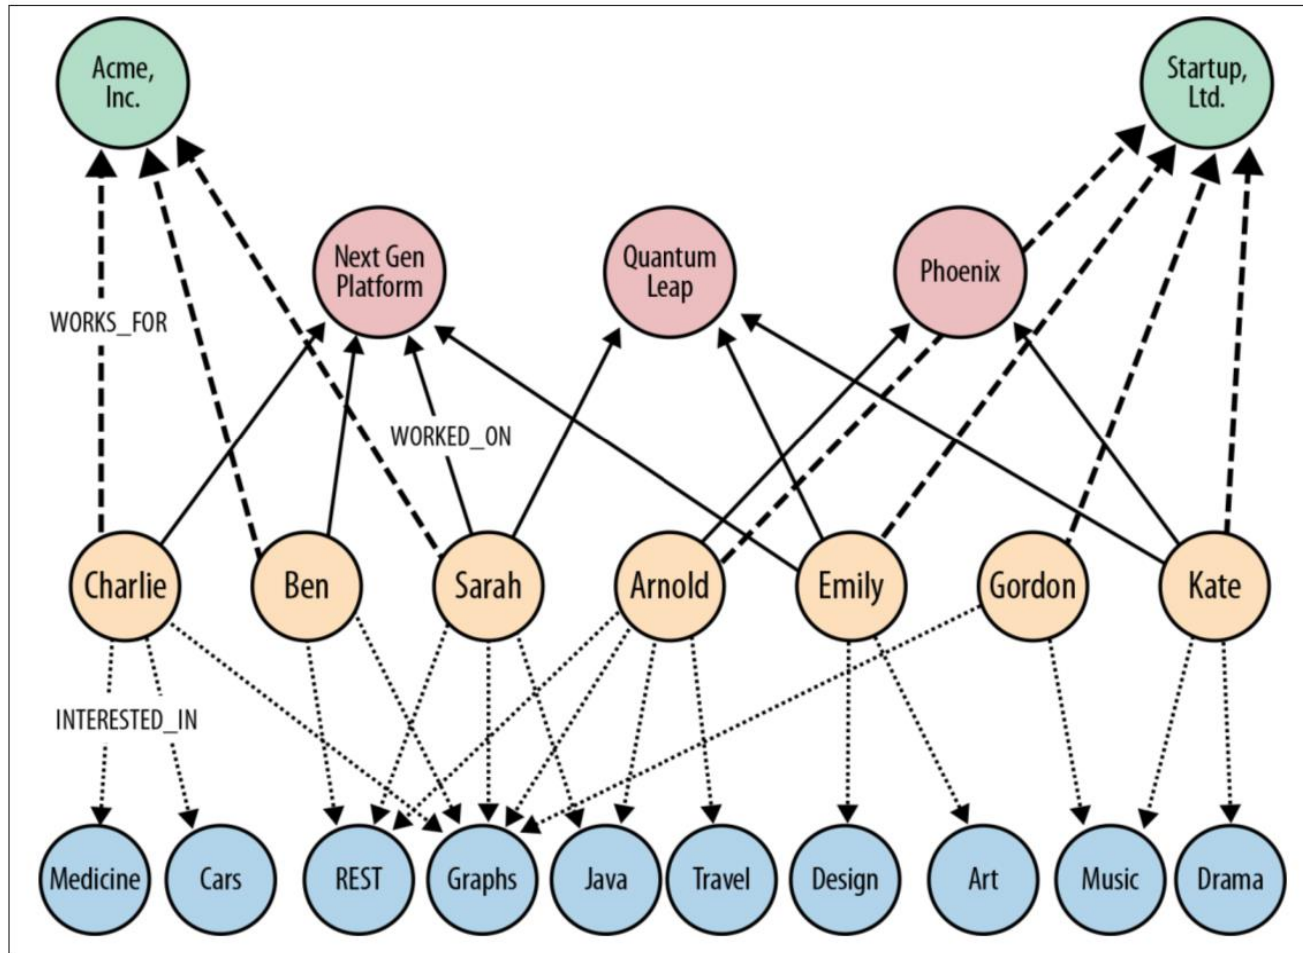 Acme,
Inc.
Startup,
Ltd.
Next Gen
Platform
Quantum
Leap
Phoenix
WORKS_FOR
WORKED_ON
Charlie
Ben
Sarah
Arnold
Emily
Gordon
Kate
INTERESTED_IN
Medicine
Cars
REST
Graphs
Java
Travel
Design
Art
Music
Drama